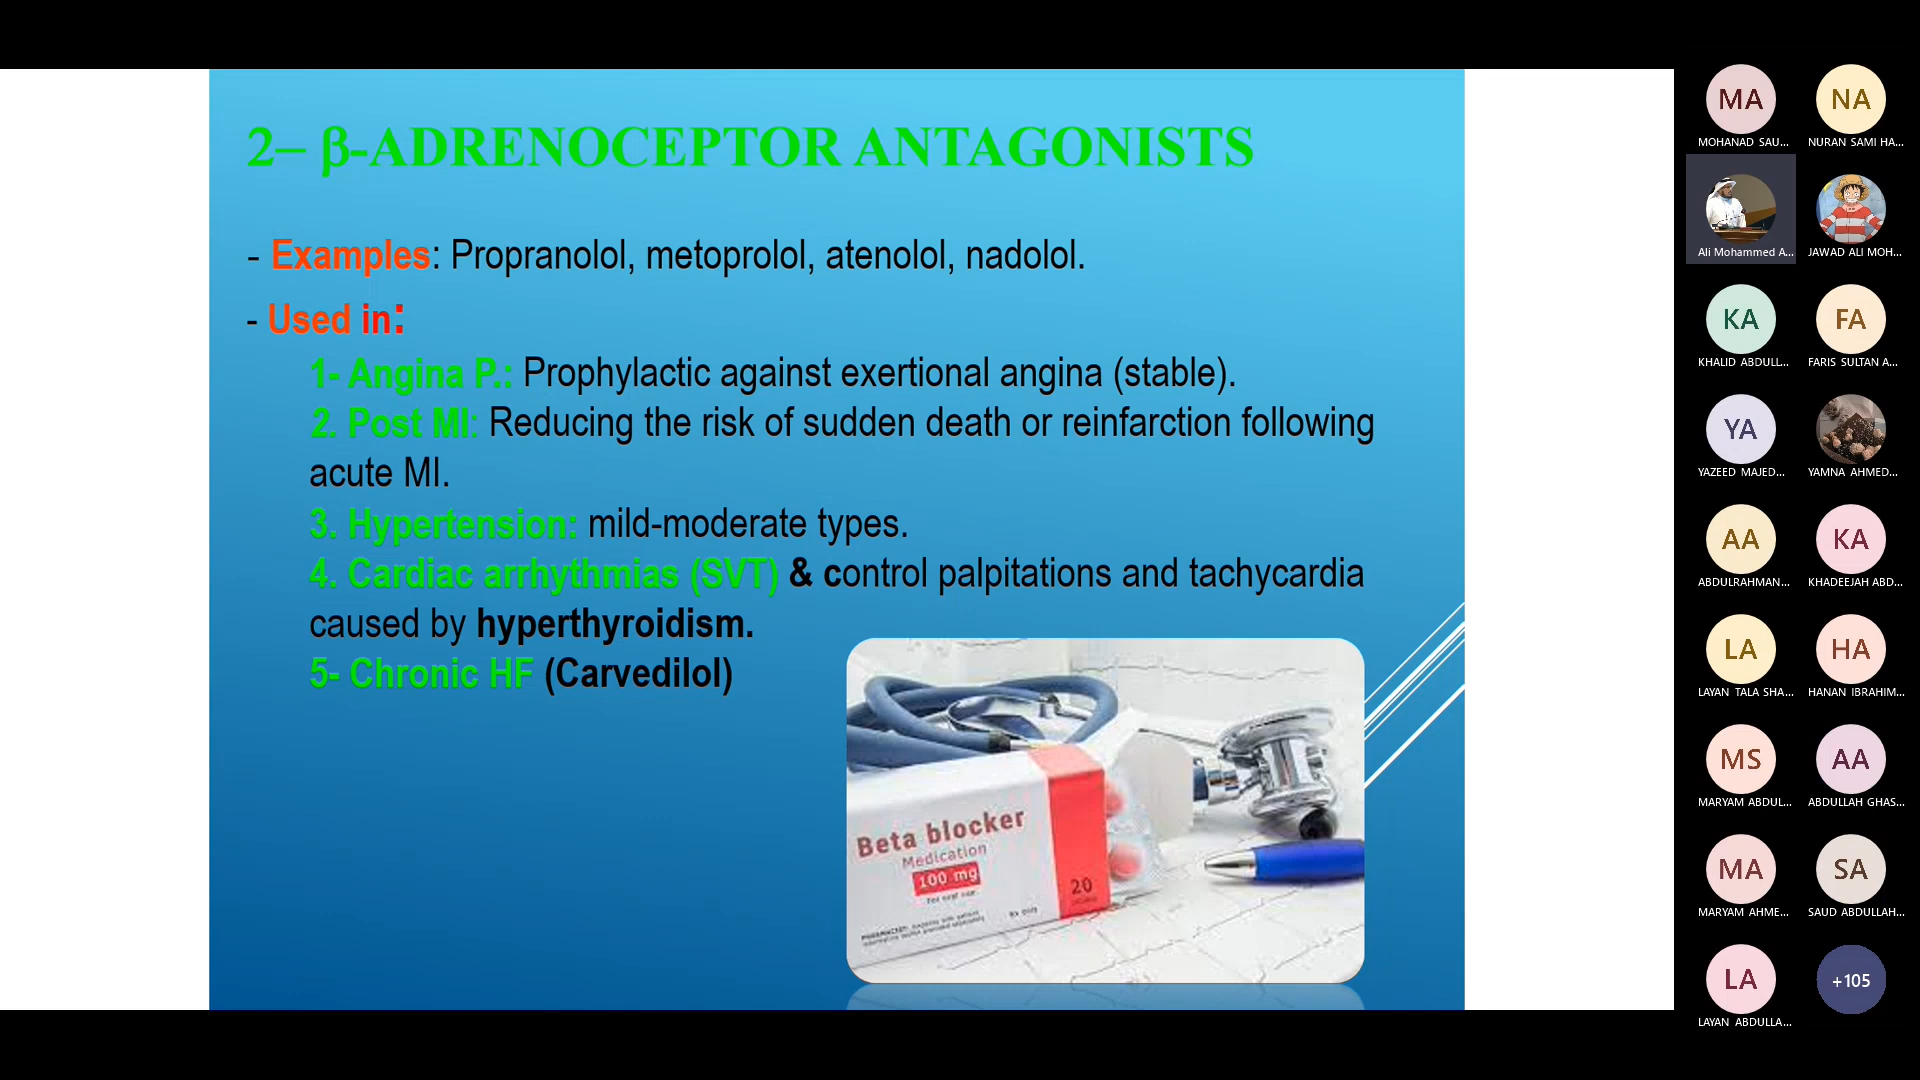 2– β-ADRENOCEPTOR ANTAGONISTS
- Examples: Propranolol, metoprolol, atenolol, nadolol.
- Used in:
1- Angina P.: Prophylactic against exertional angina (stable).
2. Post MI: Reducing the risk of sudden death or reinfarction following
acute MI.
3. Hypertension: mild-moderate types.
4. Cardiac arrhythmias (SVT) & control palpitations and tachycardia
caused by hyperthyroidism.
5- Chronic HF (Carvedilol)
Beta blocker
Medication
100 mg
For oral use
20
Rx only
MA
MOHANAD SAU...
NA
NURAN SAMI HA...
Ali Mohammed A...
JAWAD ALI MOH...
KA
KHALID ABDULL...
FA
FARIS SULTAN A...
YA
YAZEED MAJED...
YAMNA AHMED...
AA
ABDULRAHMAN...
KA
KHADEEJAH ABD...
LA
LAYAN TALA SHA...
HA
HANAN IBRAHIM...
MS
MARYAM ABDUL...
AA
ABDULLAH GHAS...
MA
MARYAM AHME...
SA
SAUD ABDULLAH...
LA
LAYAN ABDULLA...
+105